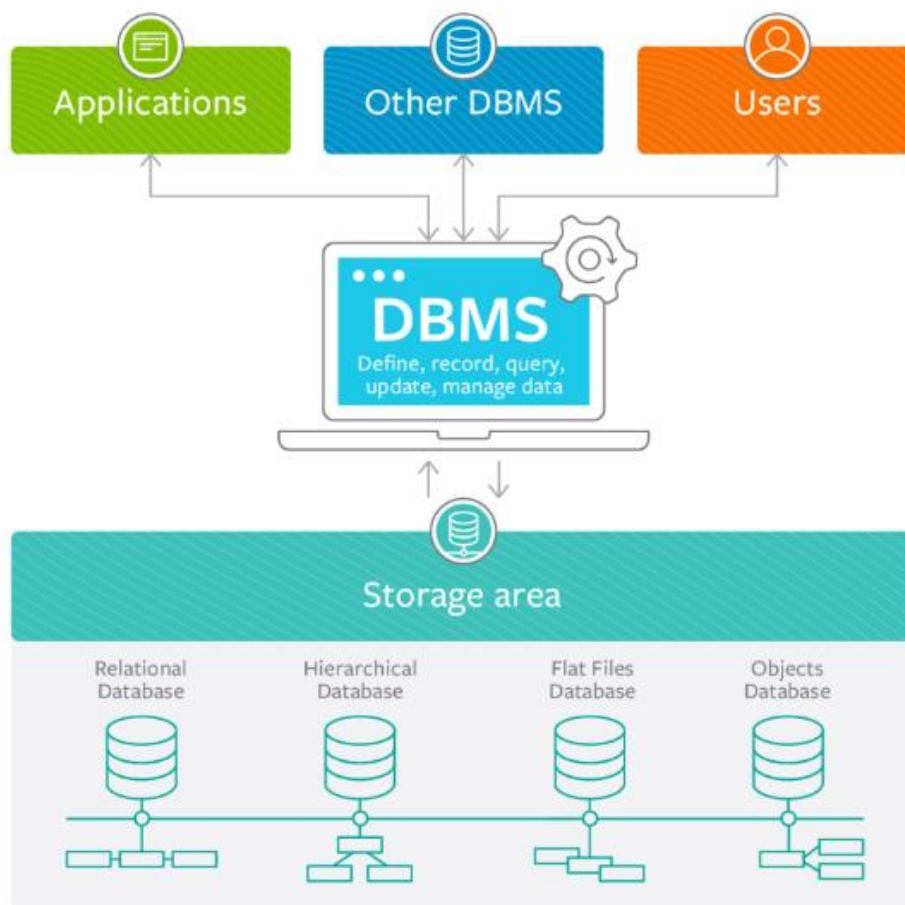 Applications
Other DBMS
Users
DBMS
Define, record, query,
update, manage data
Storage area
Relational
Database
Hierarchical
Database
Flat Files
Database
Objects
Database